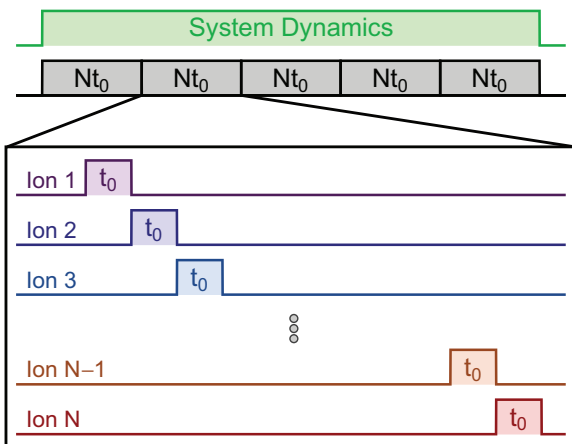 System Dynamics
Nt₀ Nt₀ Nt₀ Nt₀ Nt₀
Ion 1 t₀
Ion 2 t₀
Ion 3 t₀
Ion N−1 t₀
Ion N t₀